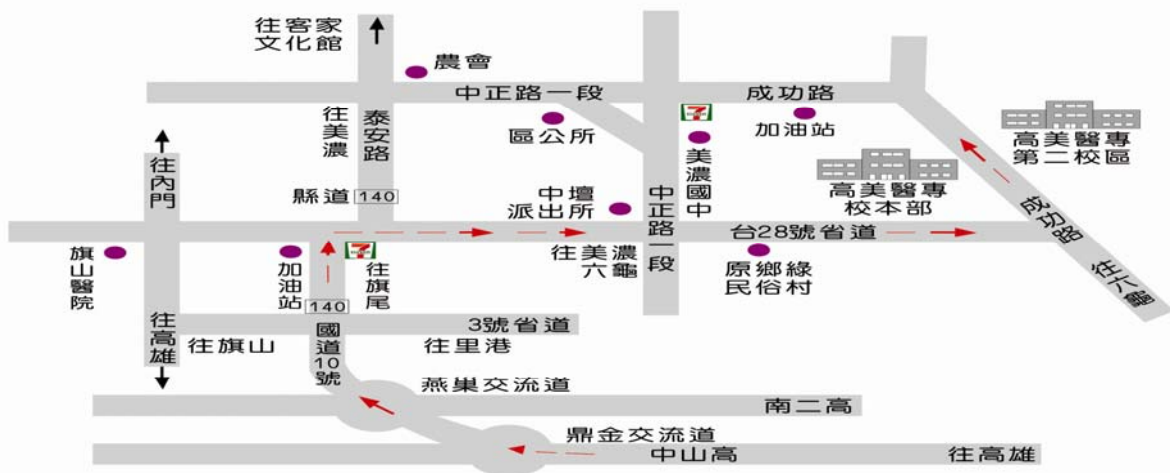 往客家
文化館
農會
中正路一段
成功路
往美濃
泰安路
區公所
加油站
7
高美醫專
第二校區
往內門
縣道 140
中壇
派出所
美濃國中
高美醫專
校本部
中正路一段
台28號省道
成功路
往六龜
旗山醫院
加油站
7
往旗尾
往美濃
六龜
原鄉綠
民俗村
140
3號省道
往高雄
往旗山
國道10號
往里港
燕巢交流道
南二高
鼎金交流道
中山高
往高雄